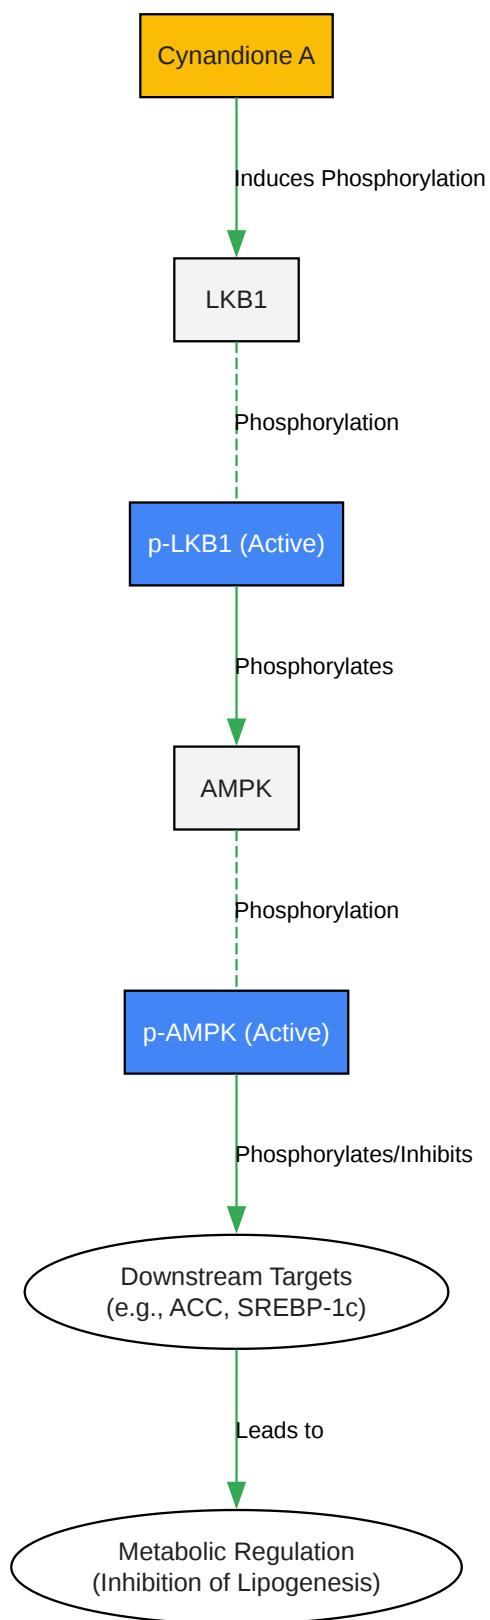 Cynandione A
Induces Phosphorylation
LKB1
Phosphorylation
p-LKB1 (Active)
Phosphorylates
AMPK
Phosphorylation
p-AMPK (Active)
Phosphorylates/Inhibits
Downstream Targets
(e.g., ACC, SREBP-1c)
Leads to
Metabolic Regulation
(Inhibition of Lipogenesis)